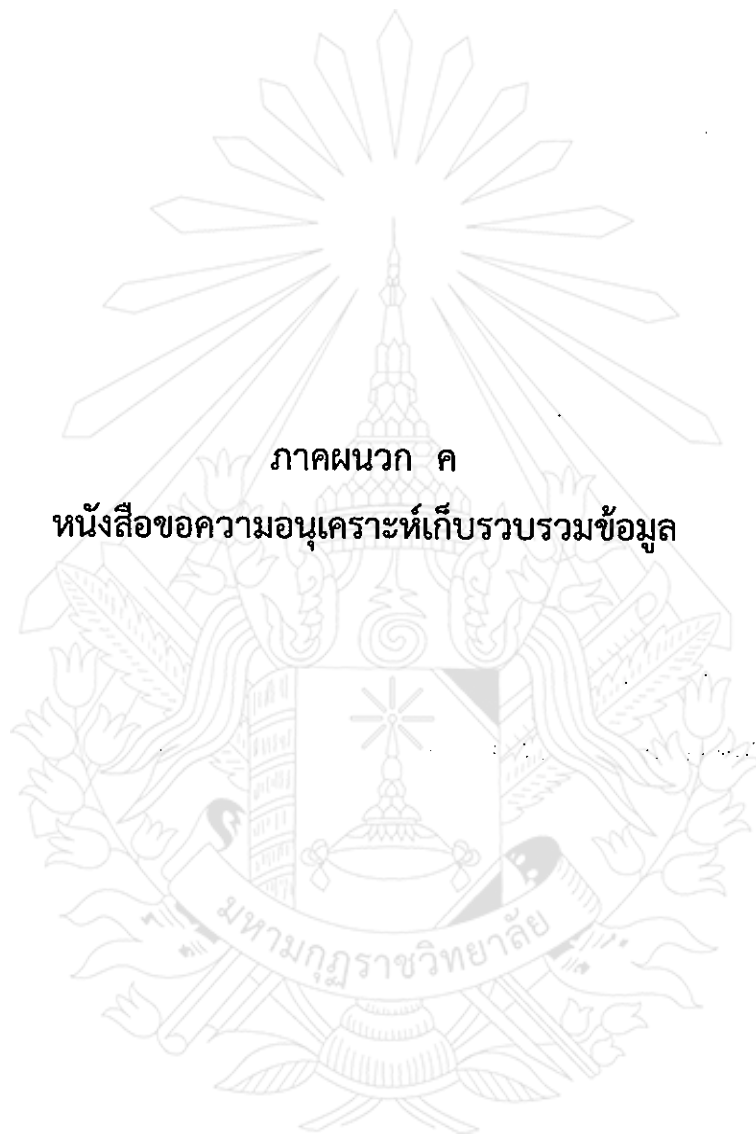 ภาคผนวก ค
หนังสือขอความอนุเคราะห์เก็บรวบรวมข้อมูล
มหามกุฏราชวิทยาลัย